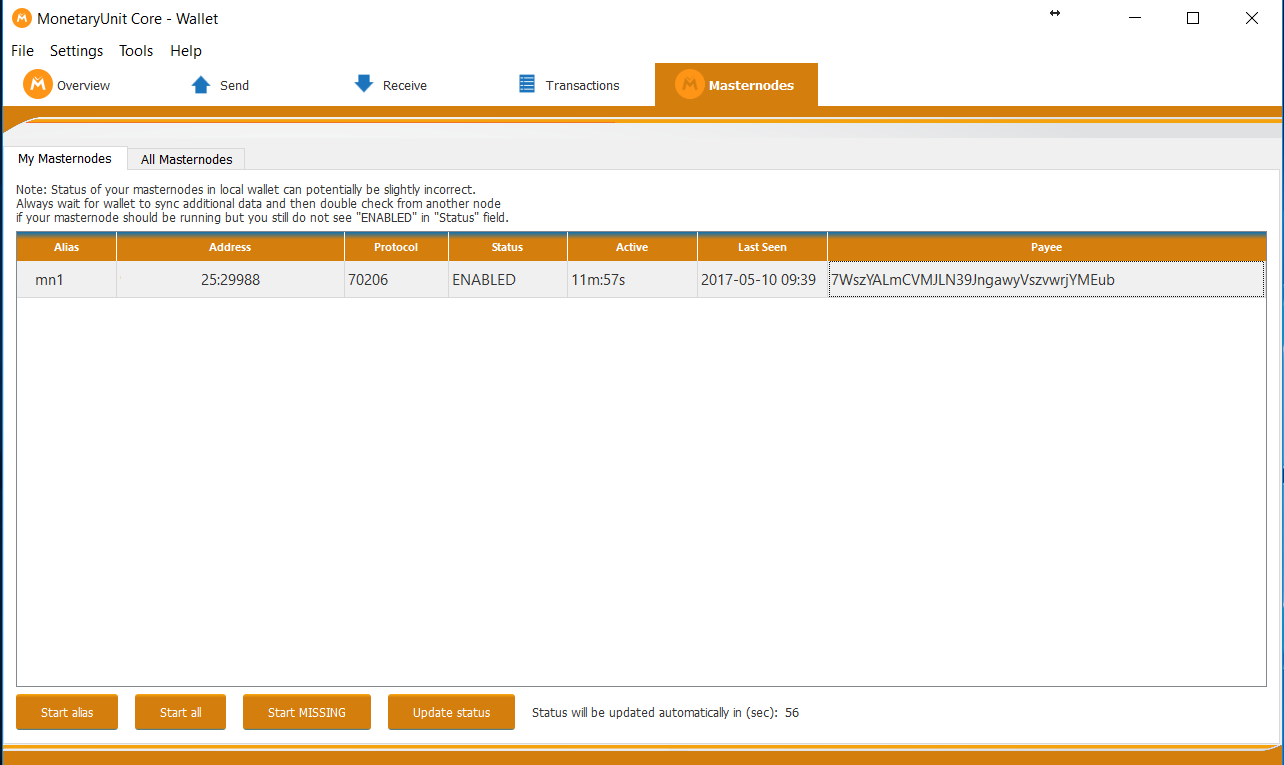 MonetaryUnit Core - Wallet
File Settings Tools Help
Overview Send Receive Transactions Masternodes
My Masternodes All Masternodes
Note: Status of your masternodes in local wallet can potentially be slightly incorrect.
Always wait for wallet to sync additional data and then double check from another node
if your masternode should be running but you still do not see "ENABLED" in "Status" field.
Alias Address Protocol Status Active Last Seen Payee
mn1 25:29988 70206 ENABLED 11m:57s 2017-05-10 09:39 7WszYALmCVMJLN39JngawyVszvwrjYMEub
Start alias Start all Start MISSING Update status Status will be updated automatically in (sec): 56